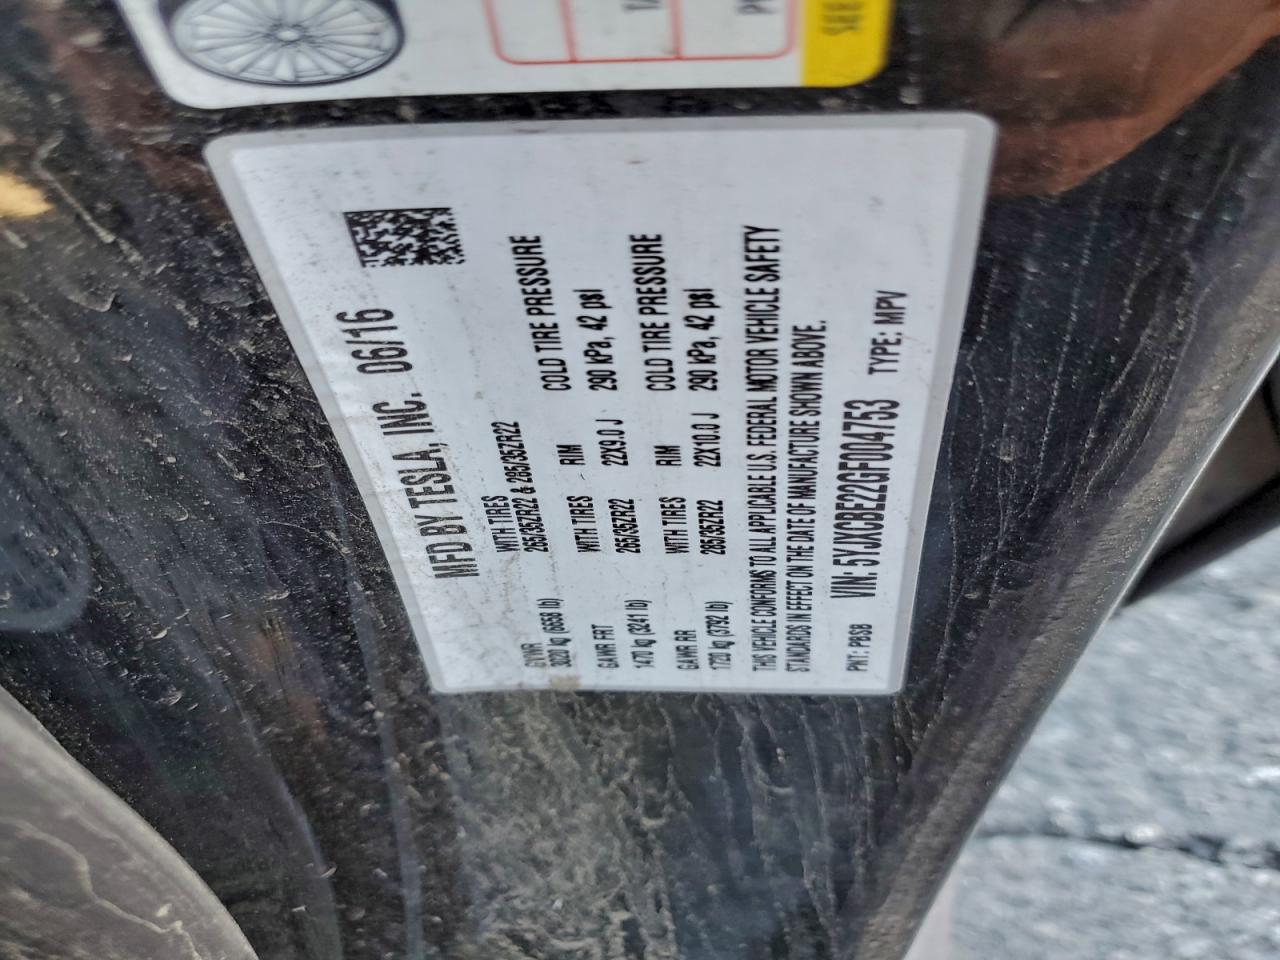 SEE
MFD BY TESLA, INC. 06/16
GVWR WITH TIRES
3020 kg (6658 lb) 265/35ZR22 & 285/35ZR22 COLD TIRE PRESSURE
GAWR FRT WITH TIRES RIM COLD TIRE PRESSURE
1470 kg (3241 lb) 265/35ZR22 22X9.0 J 290 kPa, 42 psi
GAWR RR WITH TIRES RIM COLD TIRE PRESSURE
1720 kg (3792 lb) 285/35ZR22 22X10.0 J 290 kPa, 42 psi
THIS VEHICLE CONFORMS TO ALL APPLICABLE U.S. FEDERAL MOTOR VEHICLE SAFETY
STANDARDS IN EFFECT ON THE DATE OF MANUFACTURE SHOWN ABOVE.
VIN: 5YJXCBE22GF004753 TYPE: MPV
PNT: PBSB